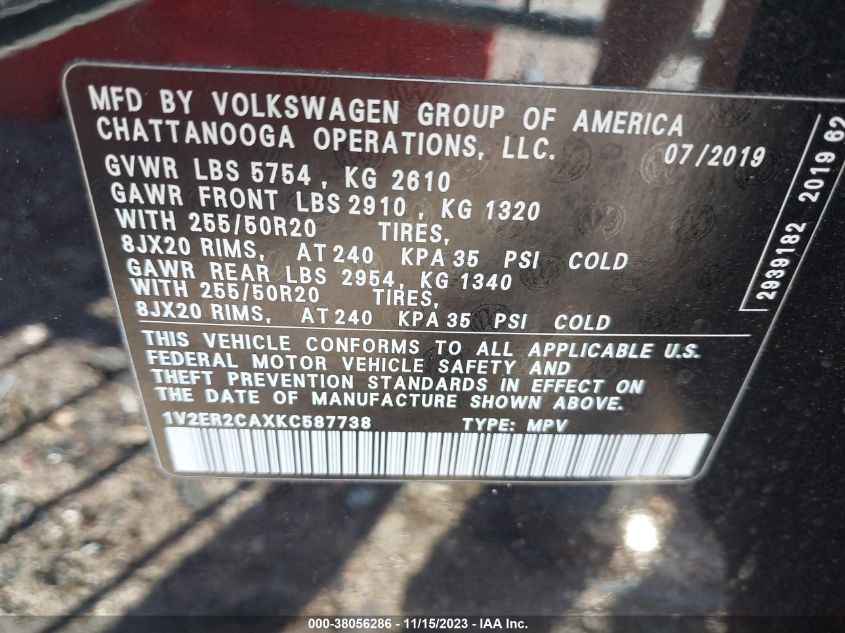 MFD BY VOLKSWAGEN GROUP OF AMERICA
CHATTANOOGA OPERATIONS, LLC. 07/2019
GVWR LBS 5754 , KG 2610
GAWR FRONT LBS 2910 , KG 1320
WITH 255/50R20 TIRES,
8JX20 RIMS, AT 240 KPA 35 PSI COLD
GAWR REAR LBS 2954, KG 1340
WITH 255/50R20 TIRES,
8JX20 RIMS, AT 240 KPA 35 PSI COLD
THIS VEHICLE CONFORMS TO ALL APPLICABLE U.S.
FEDERAL MOTOR VEHICLE SAFETY AND
THEFT PREVENTION STANDARDS IN EFFECT ON
THE DATE OF MANUFACTURE SHOWN ABOVE.
1V2ER2CAXKC587738 TYPE: MPV
2939182 2019 62
000-38056286 - 11/15/2023 - www.iaai.com